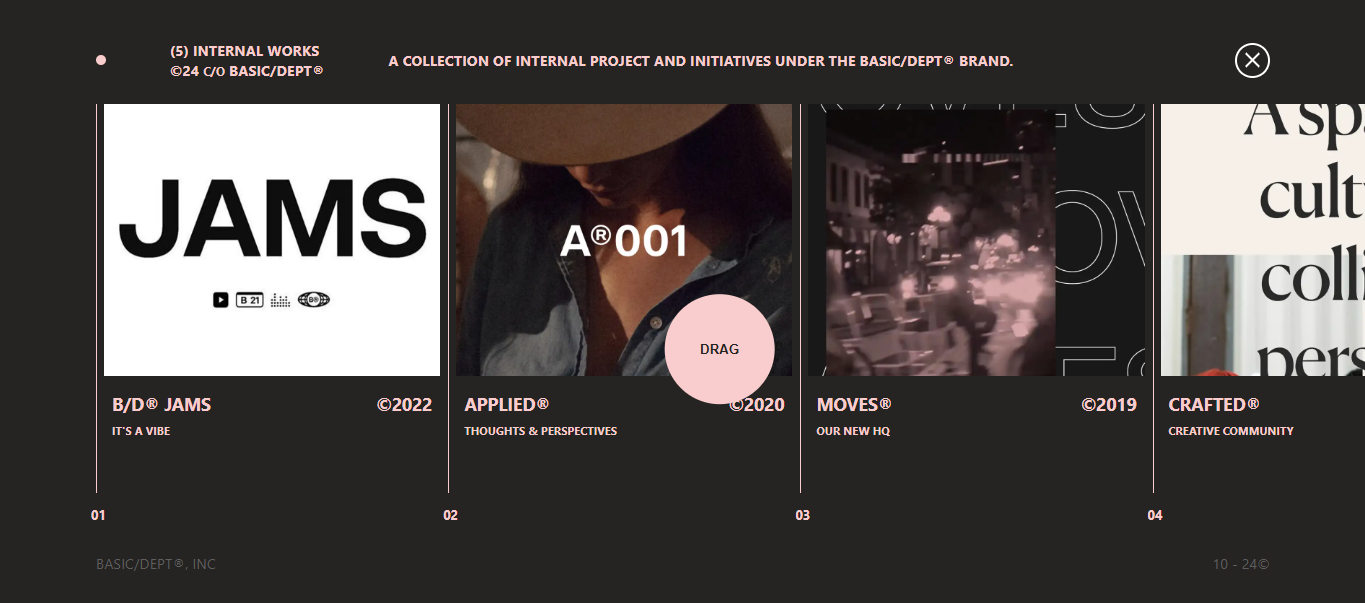 (5) INTERNAL WORKS
©24 C/O BASIC/DEPT®
A COLLECTION OF INTERNAL PROJECT AND INITIATIVES UNDER THE BASIC/DEPT® BRAND.
JAMS
B 21
B®
A®001
DRAG
A sp
cult
colli
pers
B/D® JAMS ©2022
IT'S A VIBE
APPLIED® ©2020
THOUGHTS & PERSPECTIVES
MOVES® ©2019
OUR NEW HQ
CRAFTED®
CREATIVE COMMUNITY
01
02
03
04
BASIC/DEPT®, INC
10 - 24©